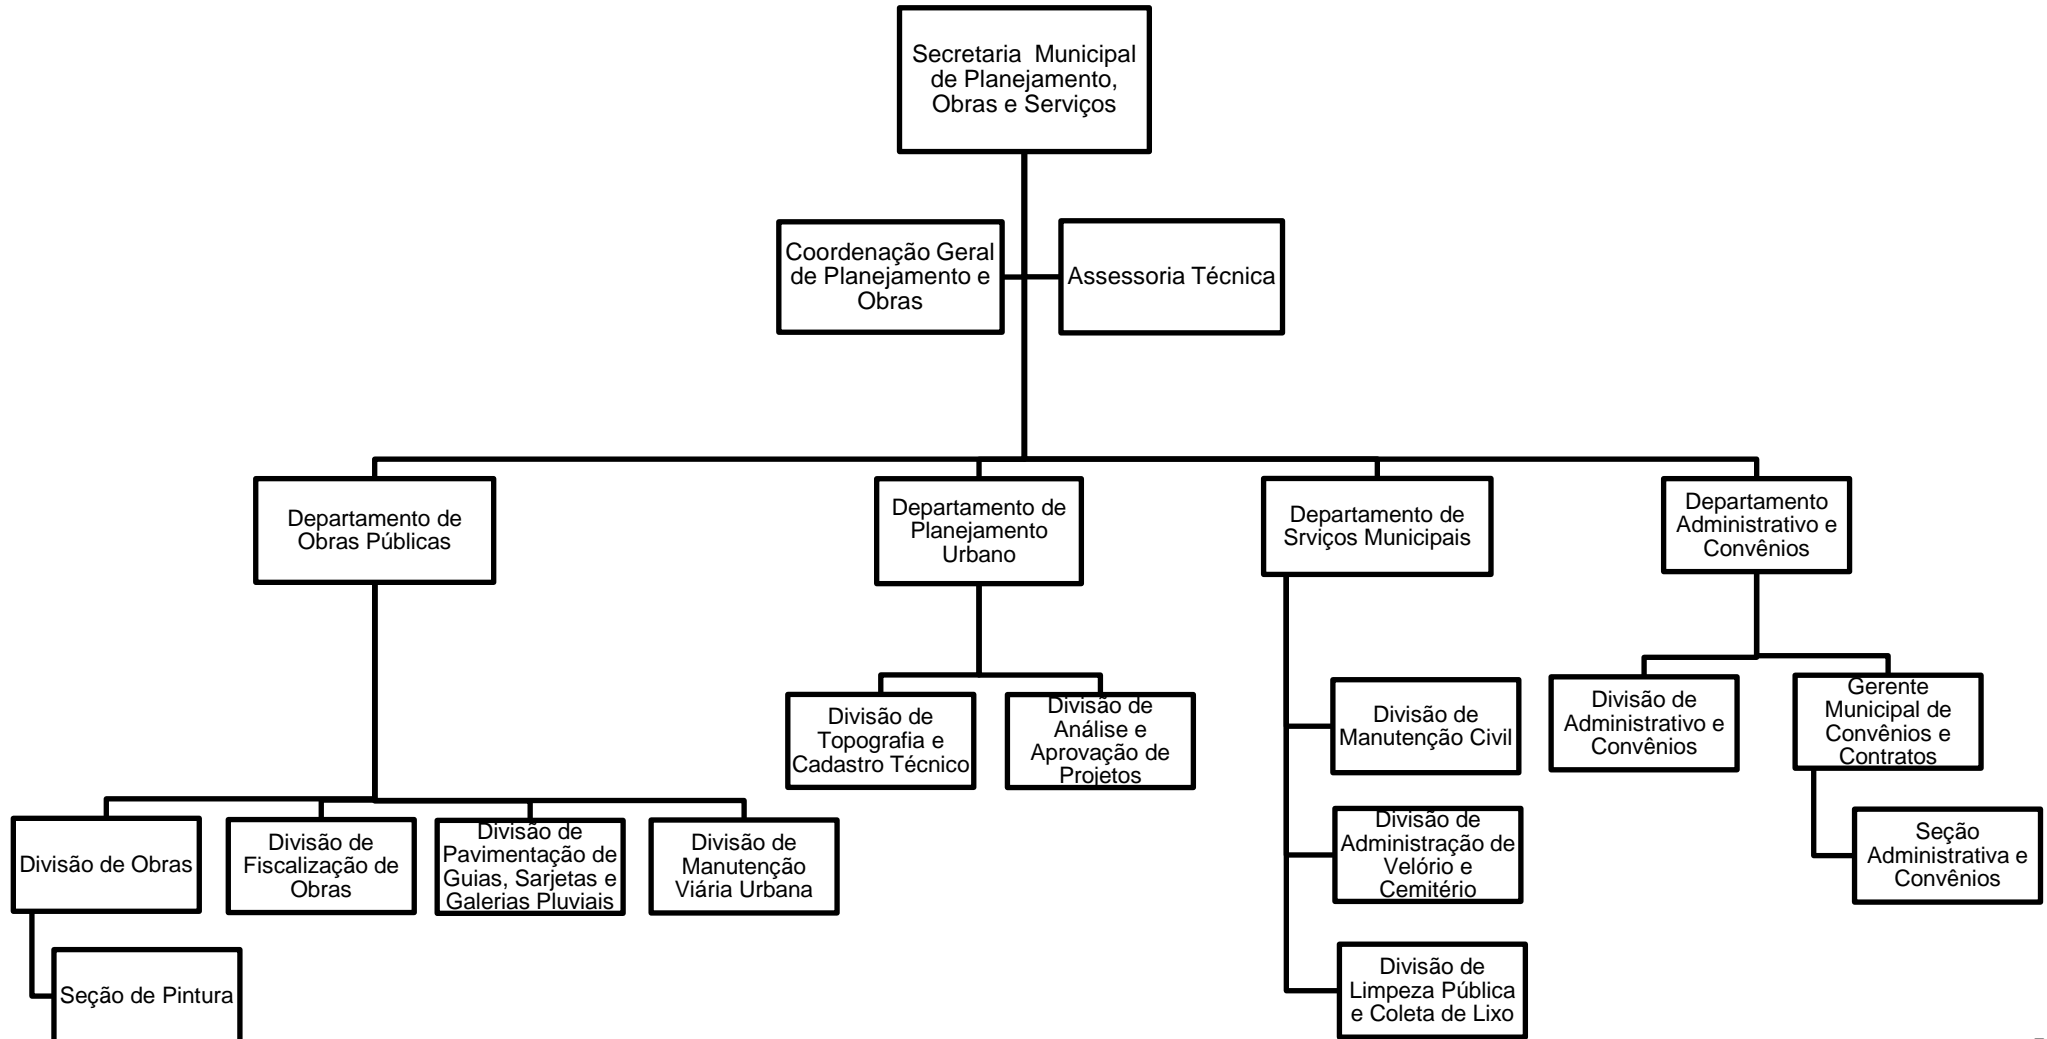 Secretaria Municipal
de Planejamento,
Obras e Serviços
Coordenação Geral
de Planejamento e
Obras
Assessoria Técnica
Departamento de
Obras Públicas
Departamento de
Planejamento
Urbano
Departamento de
Srviços Municipais
Departamento
Administrativo e
Convênios
Divisão de
Topografia e
Cadastro Técnico
Divisão de
Análise e
Aprovação de
Projetos
Divisão de
Manutenção Civil
Divisão de
Administrativo e
Convênios
Gerente
Municipal de
Convênios e
Contratos
Divisão de Obras
Divisão de
Fiscalização de
Obras
Divisão de
Pavimentação de
Guias, Sarjetas e
Galerias Pluviais
Divisão de
Manutenção
Viária Urbana
Divisão de
Administração de
Velório e
Cemitério
Seção
Administrativa e
Convênios
Seção de Pintura
Divisão de
Limpeza Pública
e Coleta de Lixo